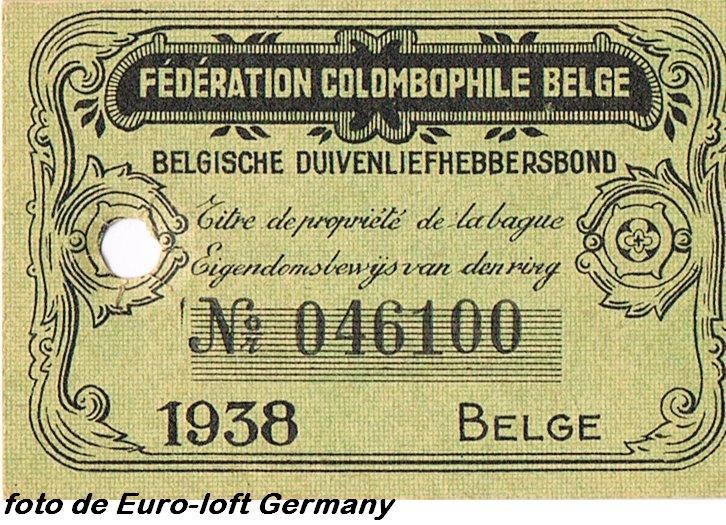 FÉDÉRATION COLOMBOPHILE BELGE
BELGISCHE DUIVENLIEFHEBBERSBOND
Titre de propriété de la bague
Eigendomsbewijs van den ring
No/r 046100
1938 BELGE
foto de Euro-loft Germany